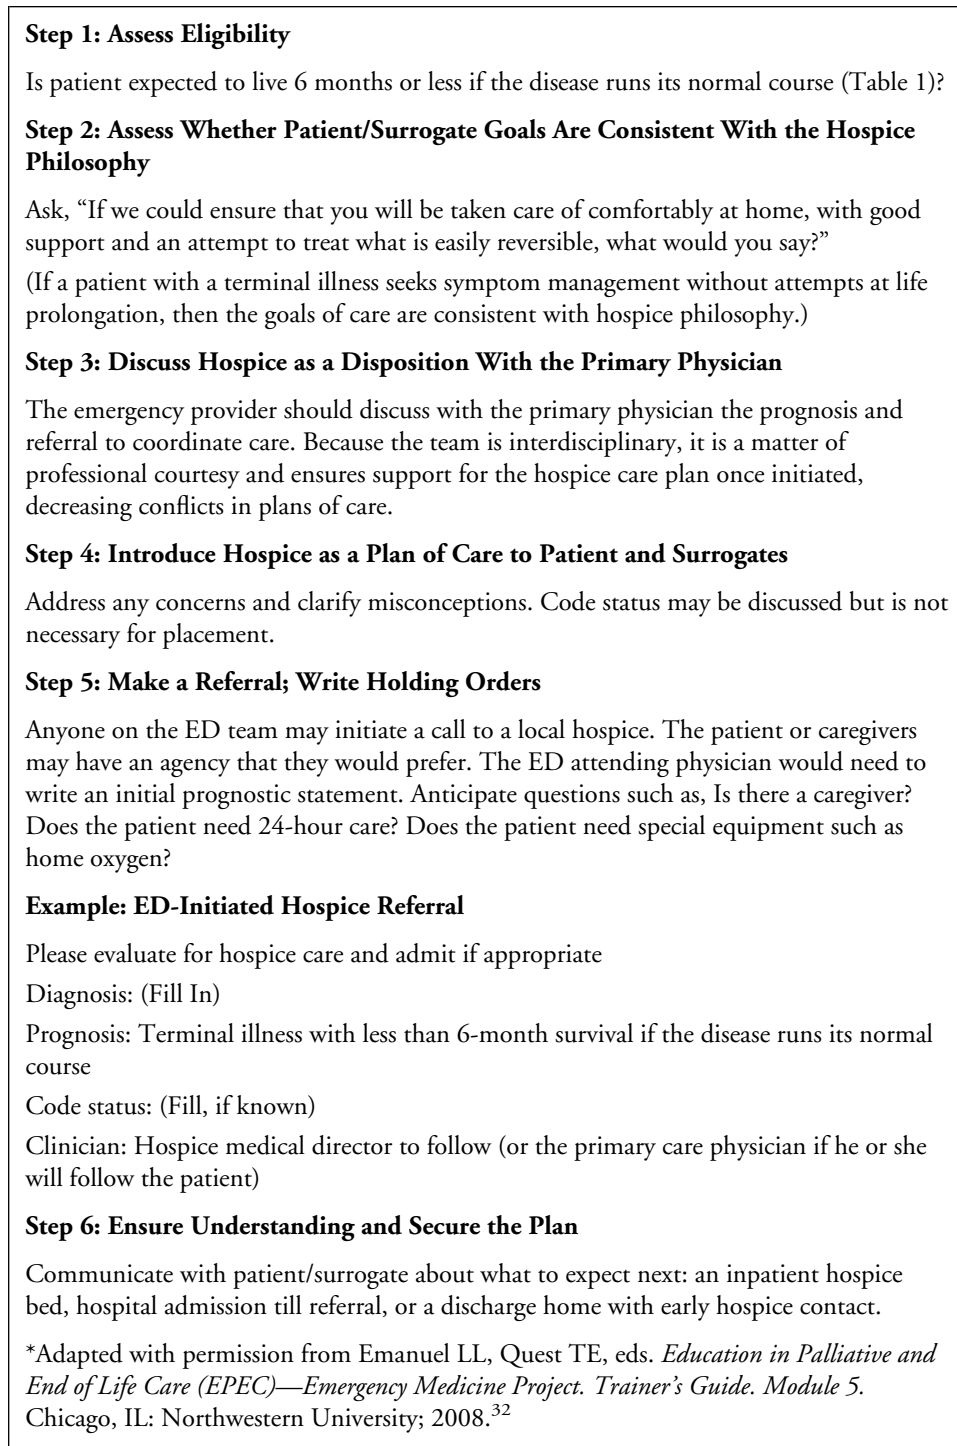 Step 1: Assess Eligibility
Is patient expected to live 6 months or less if the disease runs its normal course (Table 1)?
Step 2: Assess Whether Patient/Surrogate Goals Are Consistent With the Hospice
Philosophy
Ask, “If we could ensure that you will be taken care of comfortably at home, with good
support and an attempt to treat what is easily reversible, what would you say?”
(If a patient with a terminal illness seeks symptom management without attempts at life
prolongation, then the goals of care are consistent with hospice philosophy.)
Step 3: Discuss Hospice as a Disposition With the Primary Physician
The emergency provider should discuss with the primary physician the prognosis and
referral to coordinate care. Because the team is interdisciplinary, it is a matter of
professional courtesy and ensures support for the hospice care plan once initiated,
decreasing conflicts in plans of care.
Step 4: Introduce Hospice as a Plan of Care to Patient and Surrogates
Address any concerns and clarify misconceptions. Code status may be discussed but is not
necessary for placement.
Step 5: Make a Referral; Write Holding Orders
Anyone on the ED team may initiate a call to a local hospice. The patient or caregivers
may have an agency that they would prefer. The ED attending physician would need to
write an initial prognostic statement. Anticipate questions such as, Is there a caregiver?
Does the patient need 24-hour care? Does the patient need special equipment such as
home oxygen?
Example: ED-Initiated Hospice Referral
Please evaluate for hospice care and admit if appropriate
Diagnosis: (Fill In)
Prognosis: Terminal illness with less than 6-month survival if the disease runs its normal
course
Code status: (Fill, if known)
Clinician: Hospice medical director to follow (or the primary care physician if he or she
will follow the patient)
Step 6: Ensure Understanding and Secure the Plan
Communicate with patient/surrogate about what to expect next: an inpatient hospice
bed, hospital admission till referral, or a discharge home with early hospice contact.
*Adapted with permission from Emanuel LL, Quest TE, eds. Education in Palliative and
End of Life Care (EPEC)—Emergency Medicine Project. Trainer’s Guide. Module 5.
Chicago, IL: Northwestern University; 2008.32